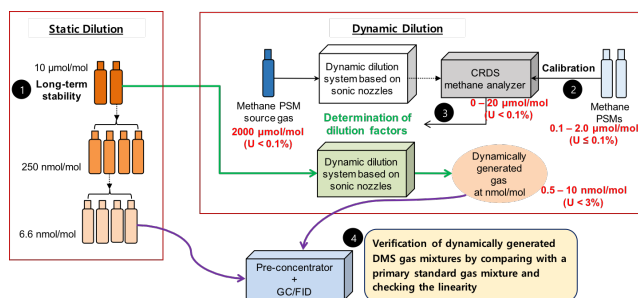 Static Dilution
10 μmol/mol
1
Long-term
stability
250 nmol/mol
6.6 nmol/mol
Dynamic Dilution
Methane PSM
source gas
2000 μmol/mol
(U < 0.1%)
Dynamic dilution
system based on
sonic nozzles
CRDS
methane analyzer
Calibration
2
Methane
PSMs
0.1 – 2.0 μmol/mol
(U ≤ 0.1%)
0 – 20 μmol/mol
(U < 0.1%)
3
Determination of
dilution factors
Dynamic dilution
system based on
sonic nozzles
Dynamically
generated
gas
at nmol/mol
0.5 – 10 nmol/mol
(U < 3%)
4
Pre-concentrator
+
GC/FID
Verification of dynamically generated
DMS gas mixtures by comparing with a
primary standard gas mixture and
checking the linearity